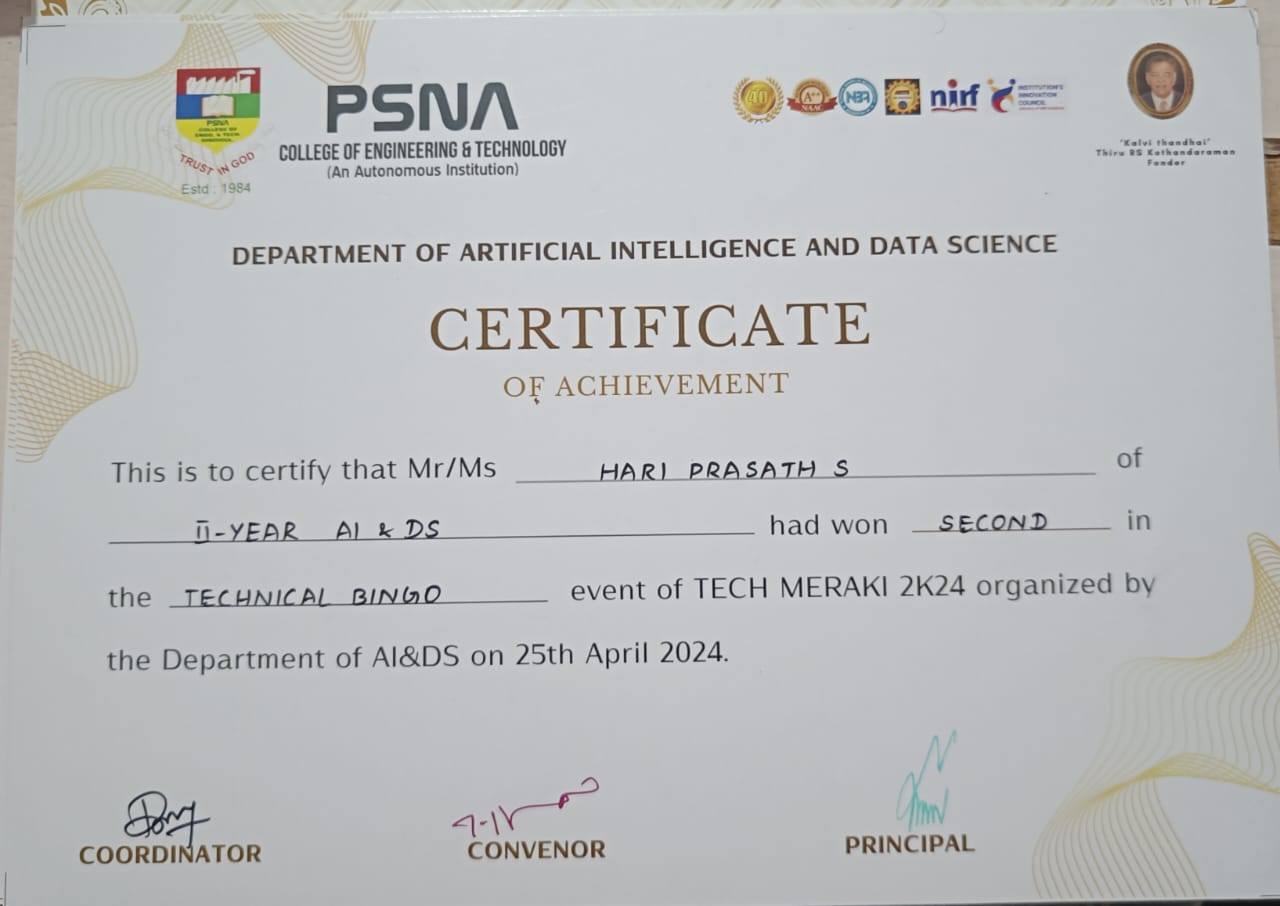 PSNA
COLLEGE OF
ENGG. & TECH.
TRUST IN GOD
Estd : 1984
PSNA
COLLEGE OF ENGINEERING & TECHNOLOGY
(An Autonomous Institution)
40
A++
NAAC
NBA
nirf
INSTITUTION'S
INNOVATION
COUNCIL
'Kalvi thandhai'
Thiru RS Kothandaraman
Fondor
DEPARTMENT OF ARTIFICIAL INTELLIGENCE AND DATA SCIENCE
CERTIFICATE
OF ACHIEVEMENT
This is to certify that Mr/Ms HARI PRASATH S of
II-YEAR AI & DS had won SECOND in
the TECHNICAL BINGO event of TECH MERAKI 2K24 organized by
the Department of AI&DS on 25th April 2024.
COORDINATOR
CONVENOR
PRINCIPAL